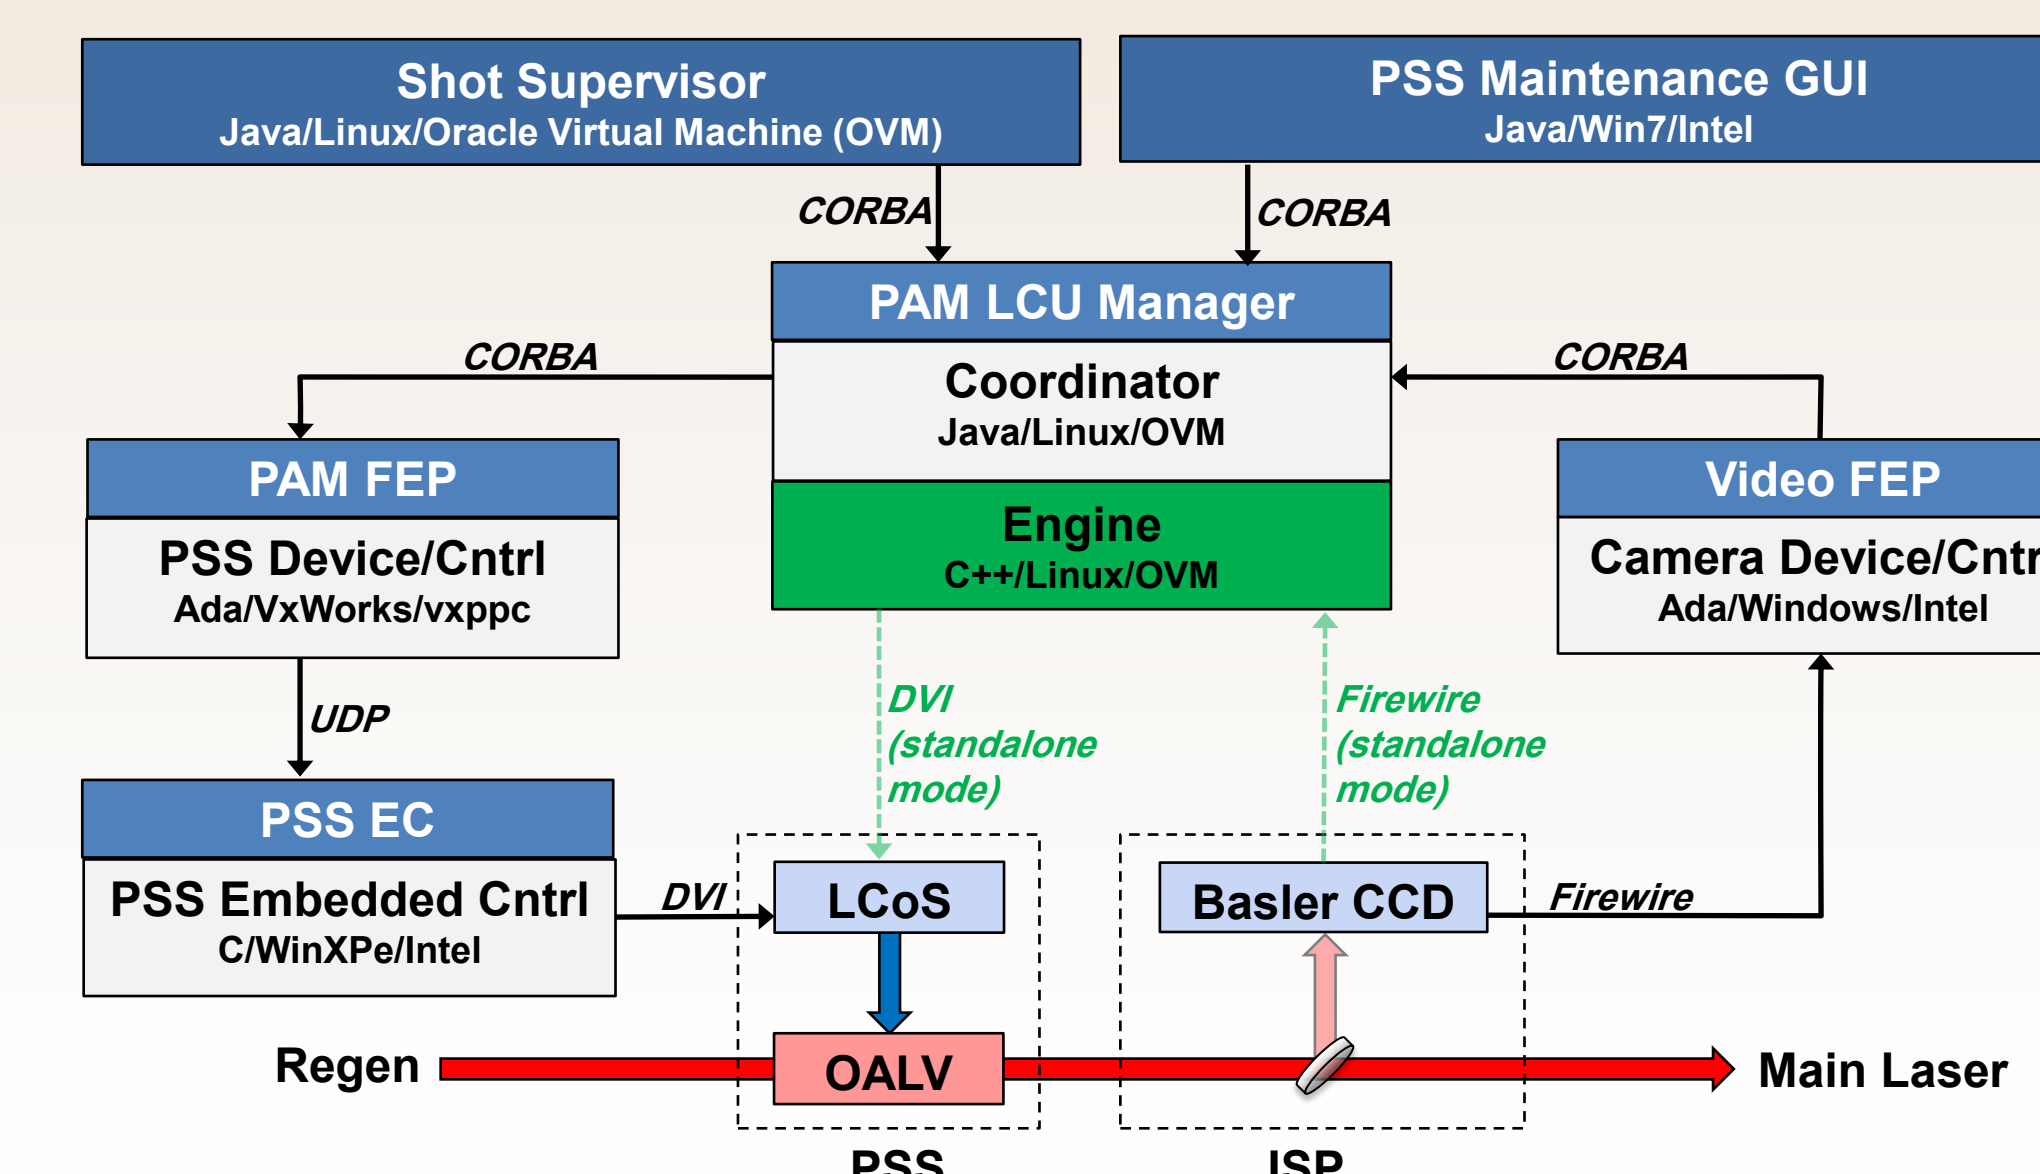 Shot Supervisor
Java/Linux/Oracle Virtual Machine (OVM)
PSS Maintenance GUI
Java/Win7/Intel
CORBA
CORBA
PAM LCU Manager
CORBA
CORBA
Coordinator
Java/Linux/OVM
PAM FEP
Video FEP
Engine
C++/Linux/OVM
PSS Device/Cntrl
Ada/VxWorks/vxppc
Camera Device/Cntr
Ada/Windows/Intel
UDP
DVI
(standalone
mode)
Firewire
(standalone
mode)
PSS EC
PSS Embedded Cntrl
C/WinXPe/Intel
DVI
LCoS
Basler CCD
Firewire
Regen
OALV
Main Laser
PSS
ISP